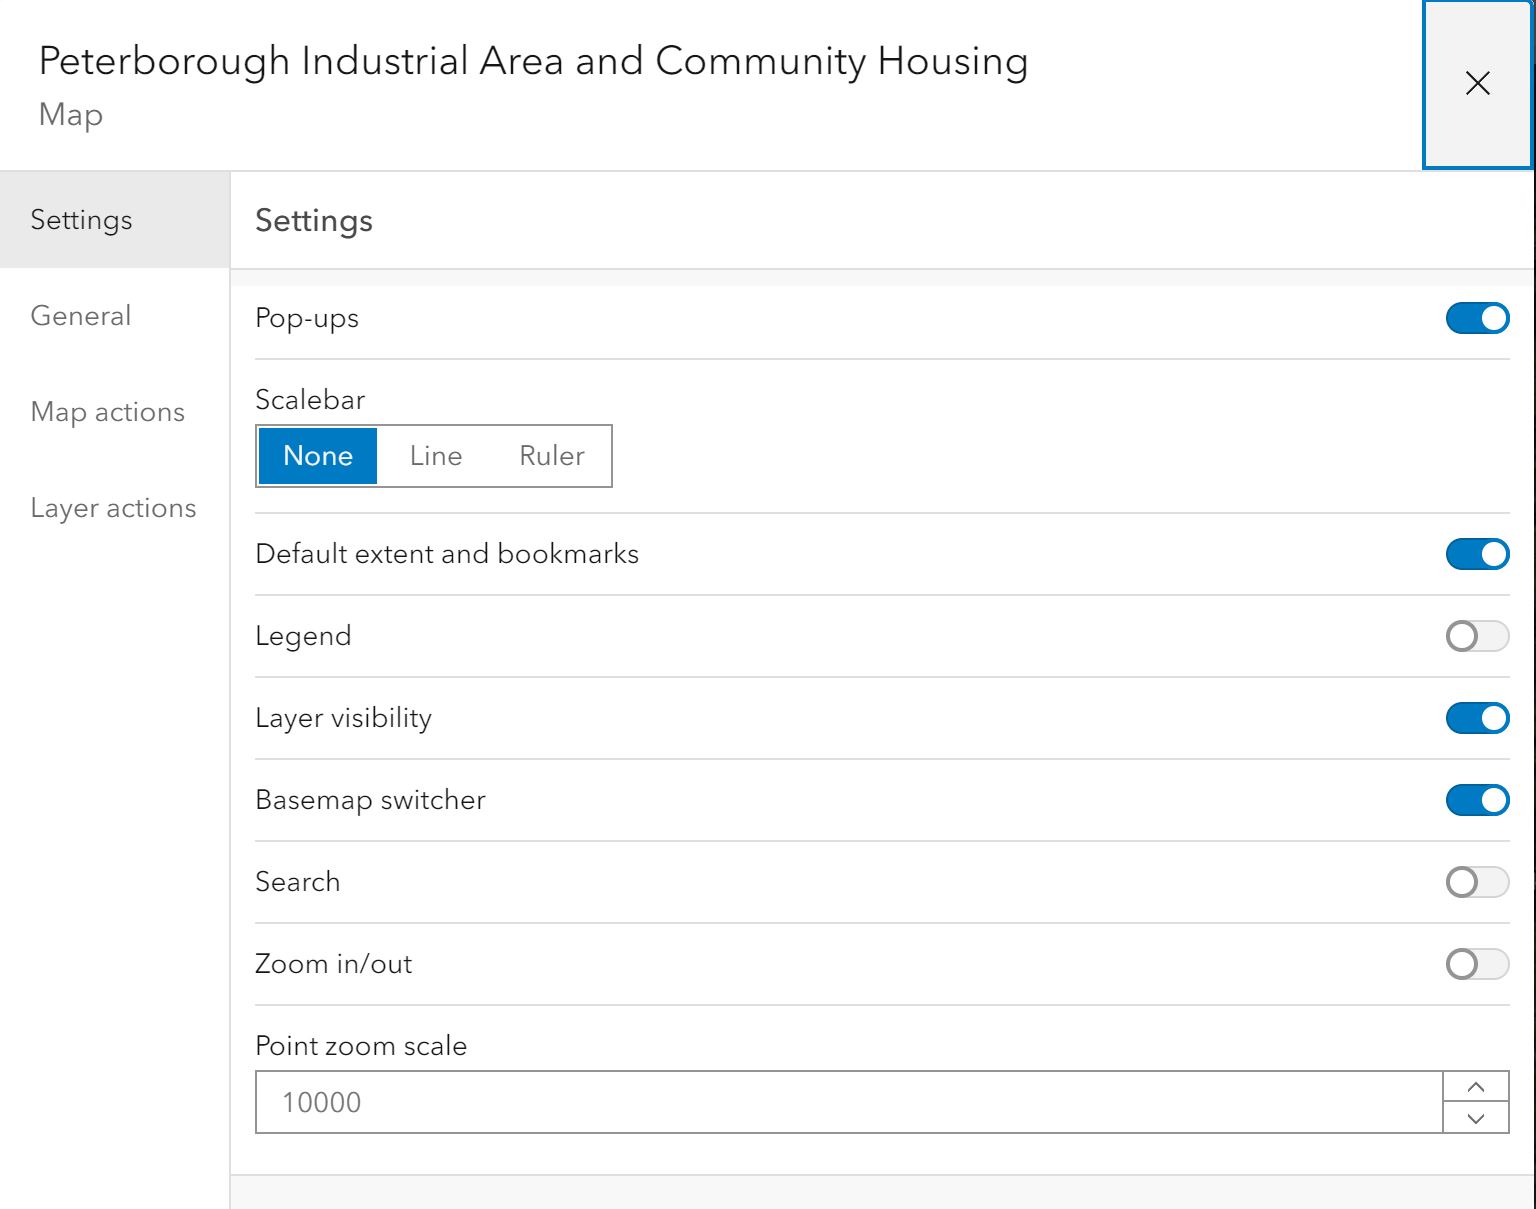 Peterborough Industrial Area and Community Housing
Map
Settings
General
Map actions
Layer actions
Settings
Pop-ups
Scalebar
None Line Ruler
Default extent and bookmarks
Legend
Layer visibility
Basemap switcher
Search
Zoom in/out
Point zoom scale
10000